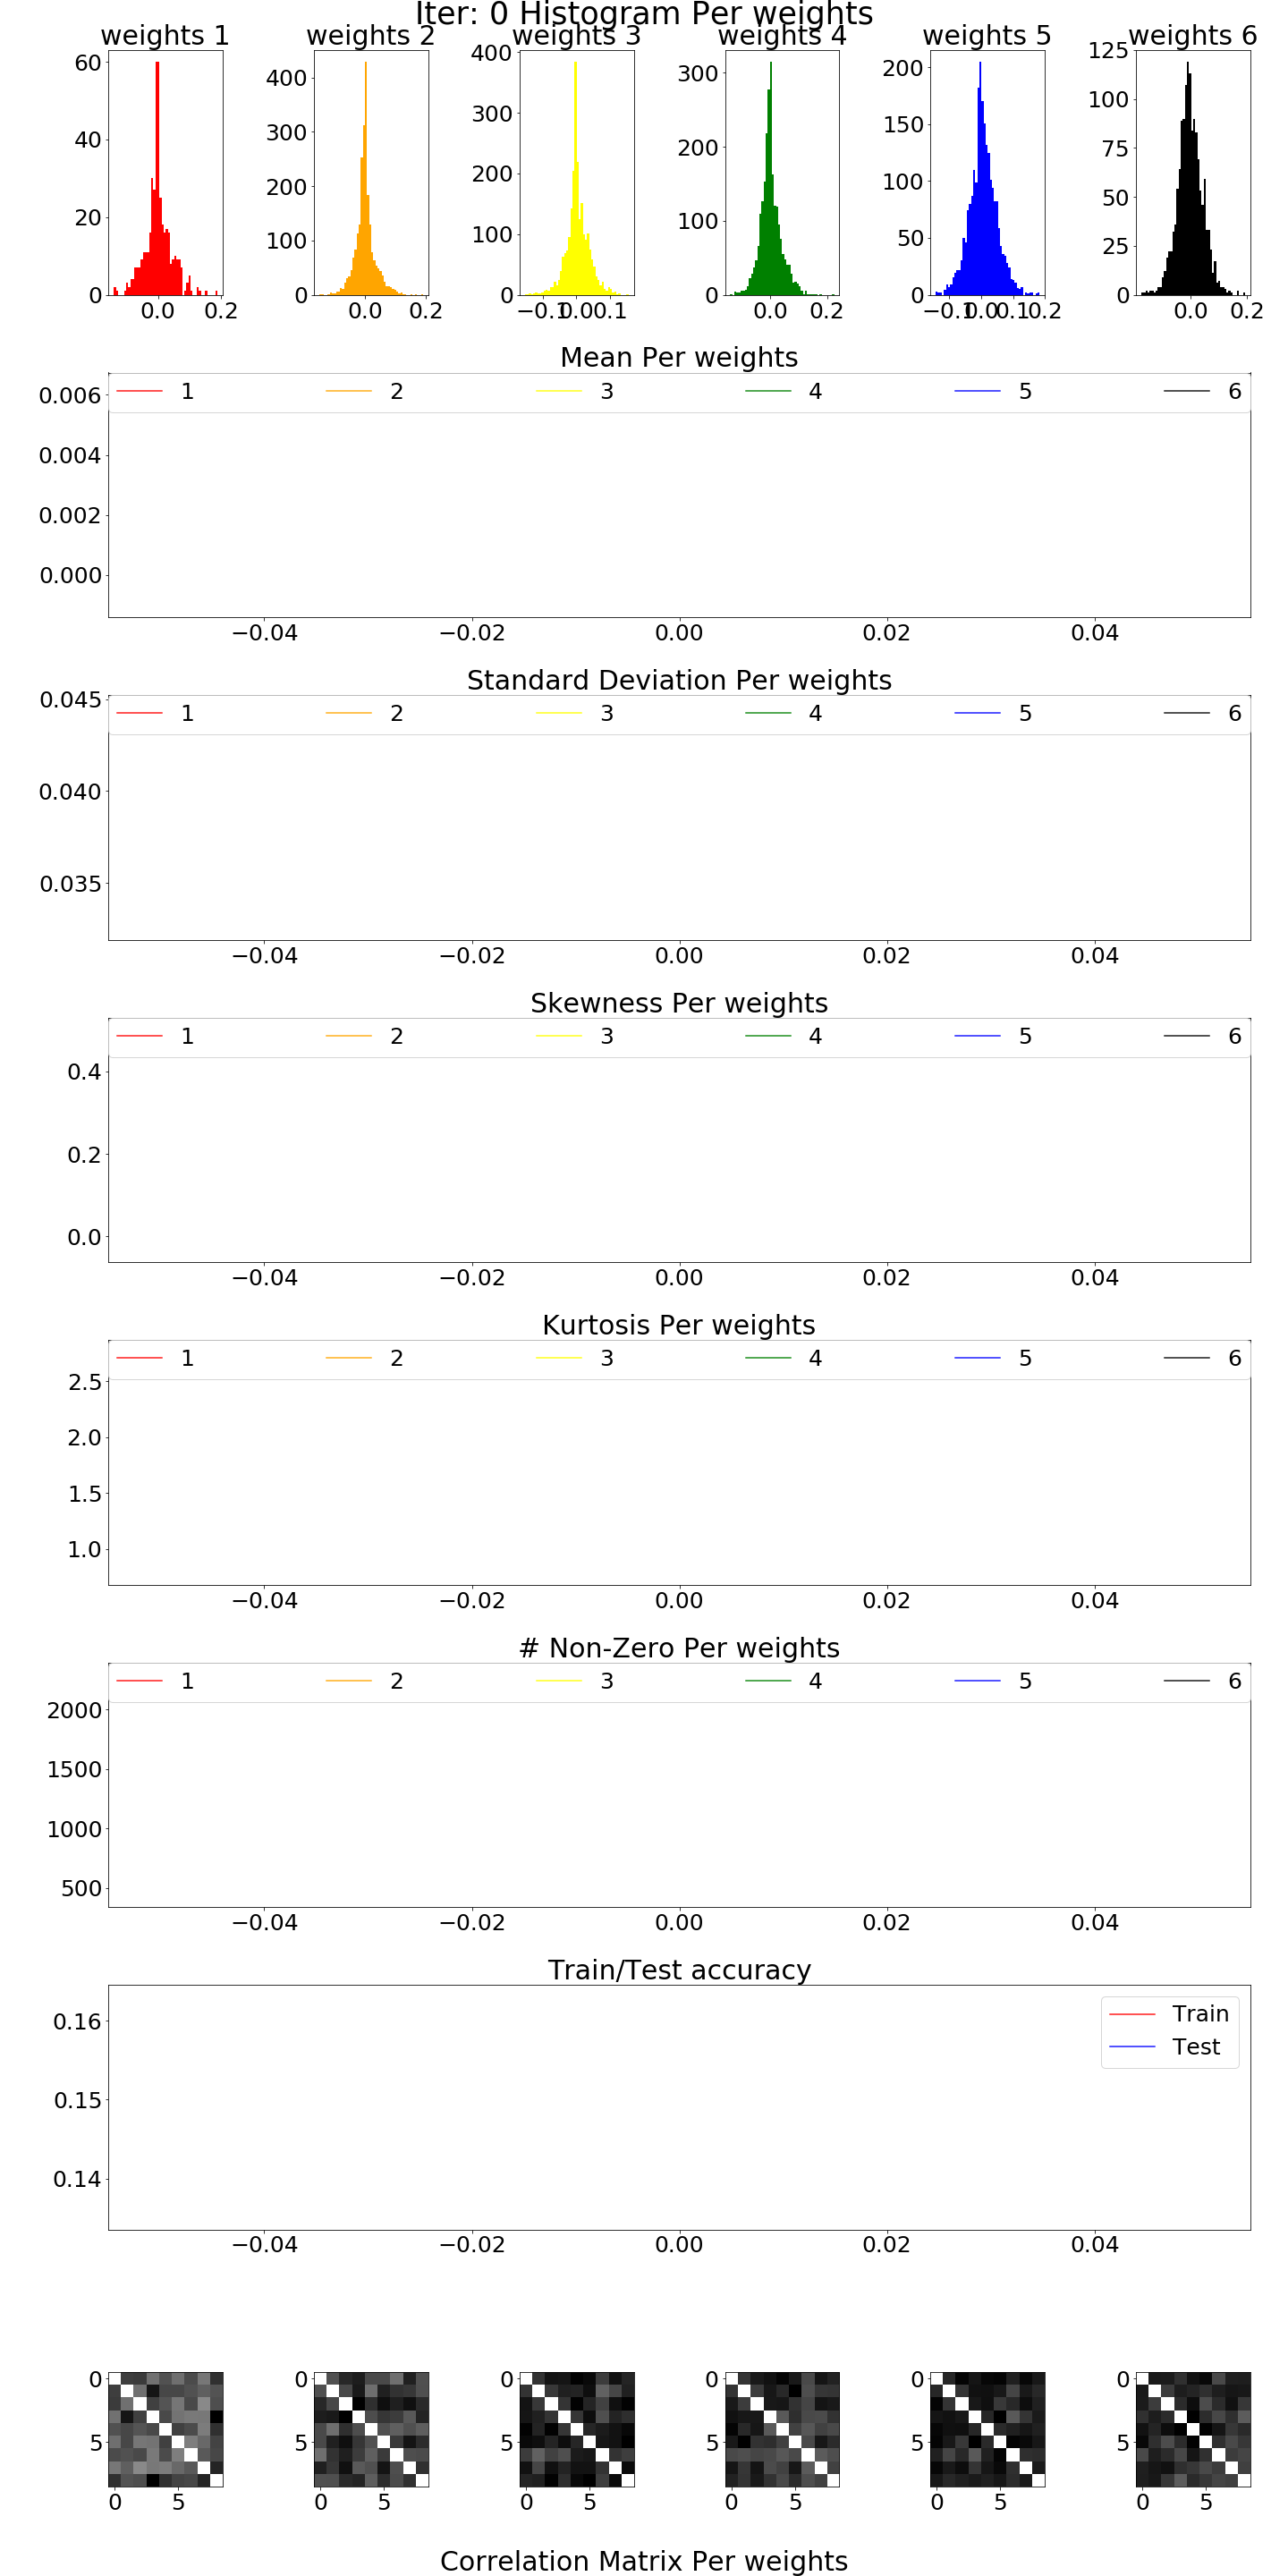 Iter: 0 Histogram Per weights
weights 1 weights 2 weights 3 weights 4 weights 5 weights 6
60
40
20
0
0.0 0.2
400
300
200
100
0
0.0 0.2
400
300
200
100
0
−0.1 0.00 0.1
300
200
100
0
0.0 0.2
200
150
100
50
0
−0.1 0.0 0.1 0.2
125
100
75
50
25
0
0.0 0.2
Mean Per weights
1 2 3 4 5 6
0.006
0.004
0.002
0.000
−0.04 −0.02 0.00 0.02 0.04
Standard Deviation Per weights
1 2 3 4 5 6
0.045
0.040
0.035
−0.04 −0.02 0.00 0.02 0.04
Skewness Per weights
1 2 3 4 5 6
0.4
0.2
0.0
−0.04 −0.02 0.00 0.02 0.04
Kurtosis Per weights
1 2 3 4 5 6
2.5
2.0
1.5
1.0
−0.04 −0.02 0.00 0.02 0.04
# Non-Zero Per weights
1 2 3 4 5 6
2000
1500
1000
500
−0.04 −0.02 0.00 0.02 0.04
Train/Test accuracy
Train
Test
0.16
0.15
0.14
−0.04 −0.02 0.00 0.02 0.04
0 0 0 0 0 0
5 5 5 5 5 5
0 5 0 5 0 5 0 5 0 5 0 5
Correlation Matrix Per weights